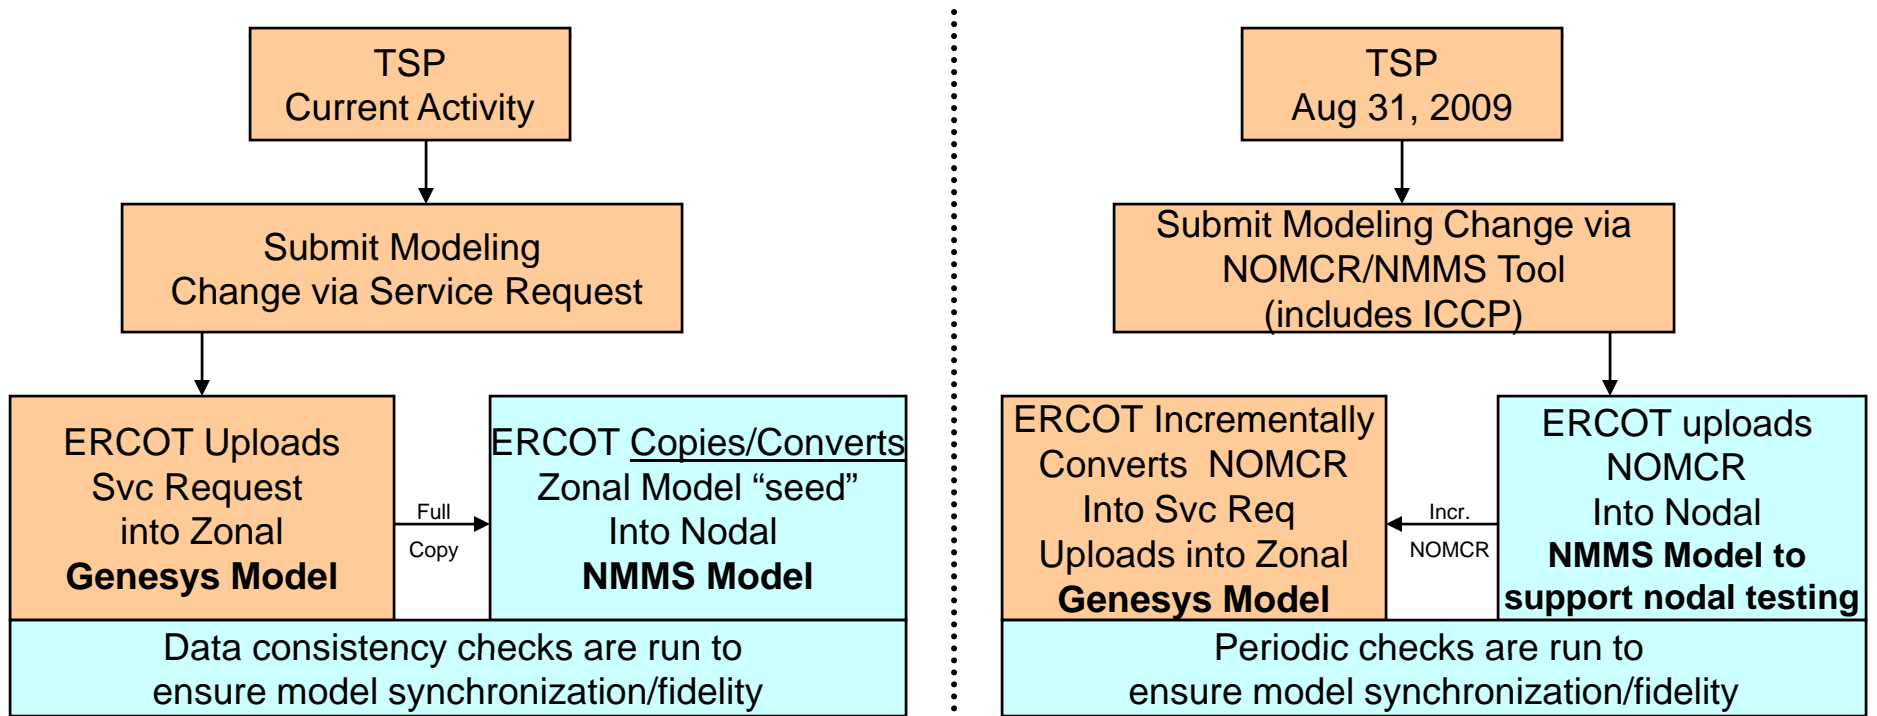 TSP
Current Activity
Submit Modeling
Change via Service Request
ERCOT Uploads
Svc Request
into Zonal
Genesys Model
Full
Copy
ERCOT Copies/Converts
Zonal Model “seed”
Into Nodal
NMMS Model
Data consistency checks are run to
ensure model synchronization/fidelity
TSP
Aug 31, 2009
Submit Modeling Change via
NOMCR/NMMS Tool
(includes ICCP)
ERCOT Incrementally
Converts NOMCR
Into Svc Req
Uploads into Zonal
Genesys Model
Incr.
NOMCR
ERCOT uploads
NOMCR
Into Nodal
NMMS Model to
support nodal testing
Periodic checks are run to
ensure model synchronization/fidelity